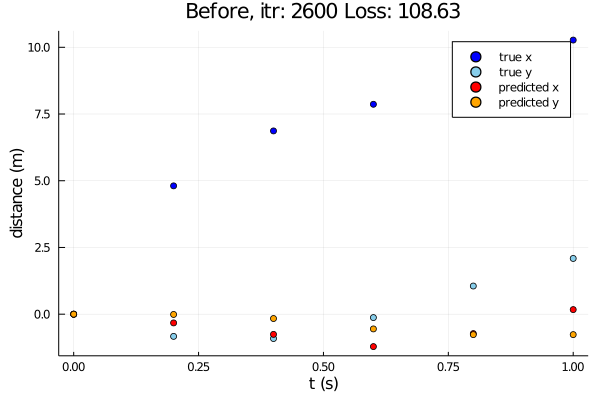 Before, itr: 2600 Loss: 108.63
10.0
7.5
5.0
2.5
0.0
distance (m)
true x
true y
predicted x
predicted y
0.00
0.25
0.50
0.75
1.00
t (s)